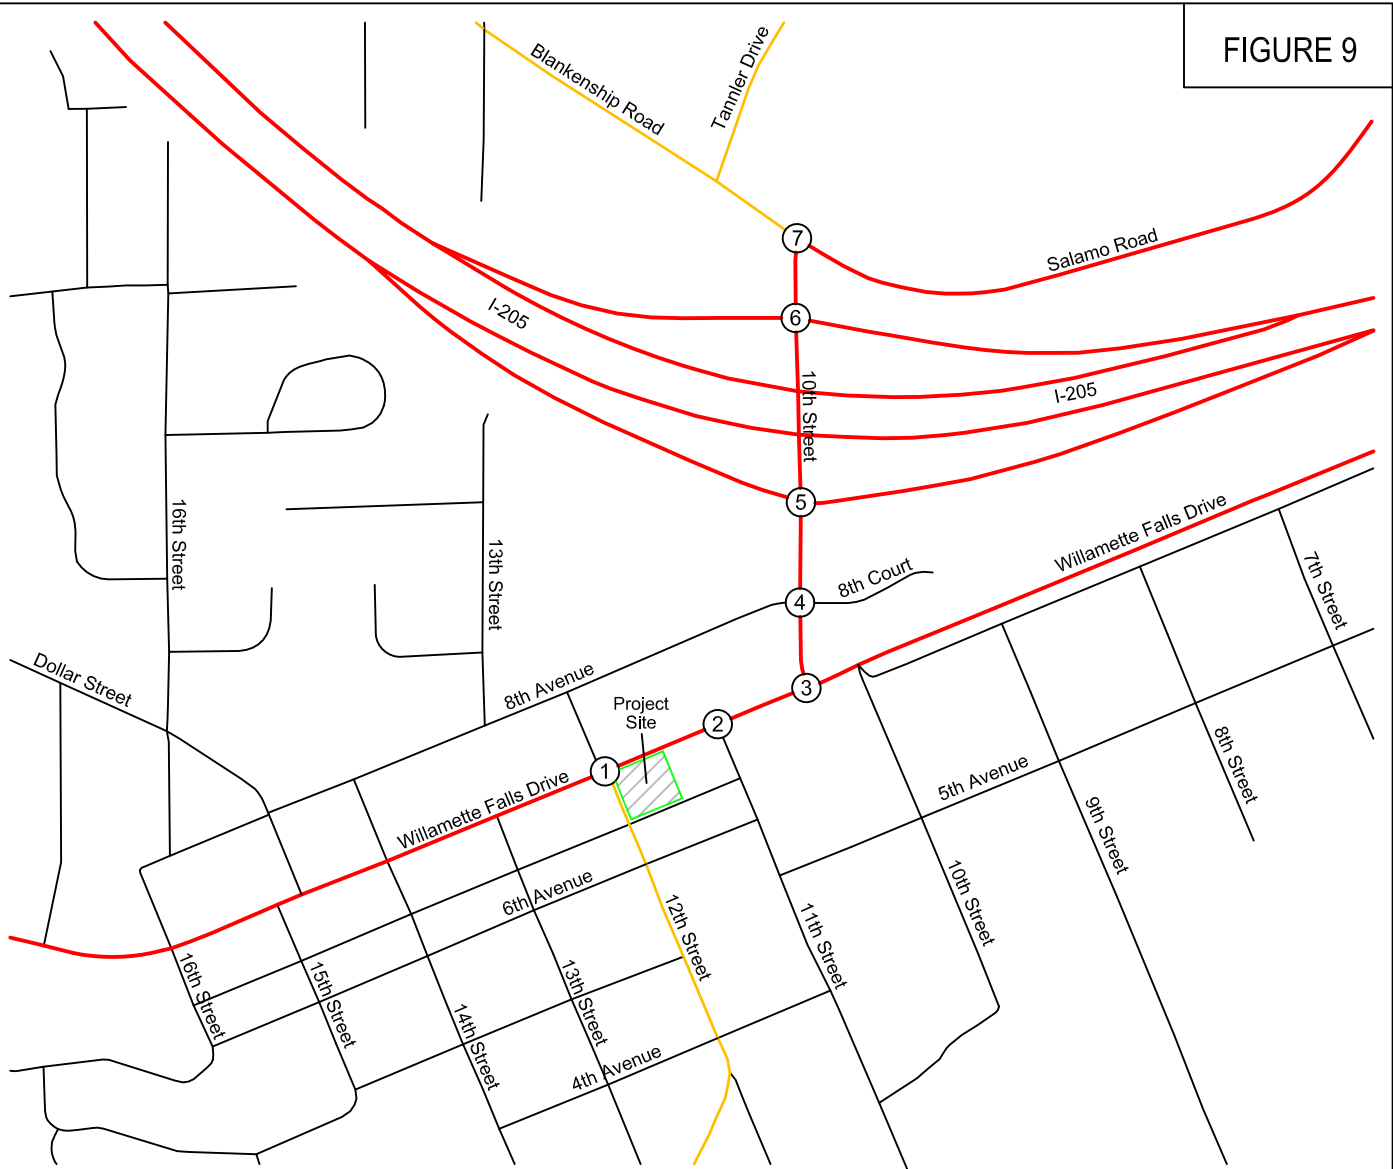 FIGURE 9
Blankenship Road
Tannler Drive
7
Salamo Road
6
I-205
I-205
10th Street
5
16th Street
13th Street
Willamette Falls Drive
7th Street
8th Court
4
Dollar Street
8th Avenue
3
Project
Site
2
1
Willamette Falls Drive
5th Avenue
8th Street
9th Street
6th Avenue
10th Street
12th Street
11th Street
16th Street
15th Street
13th Street
14th Street
4th Avenue